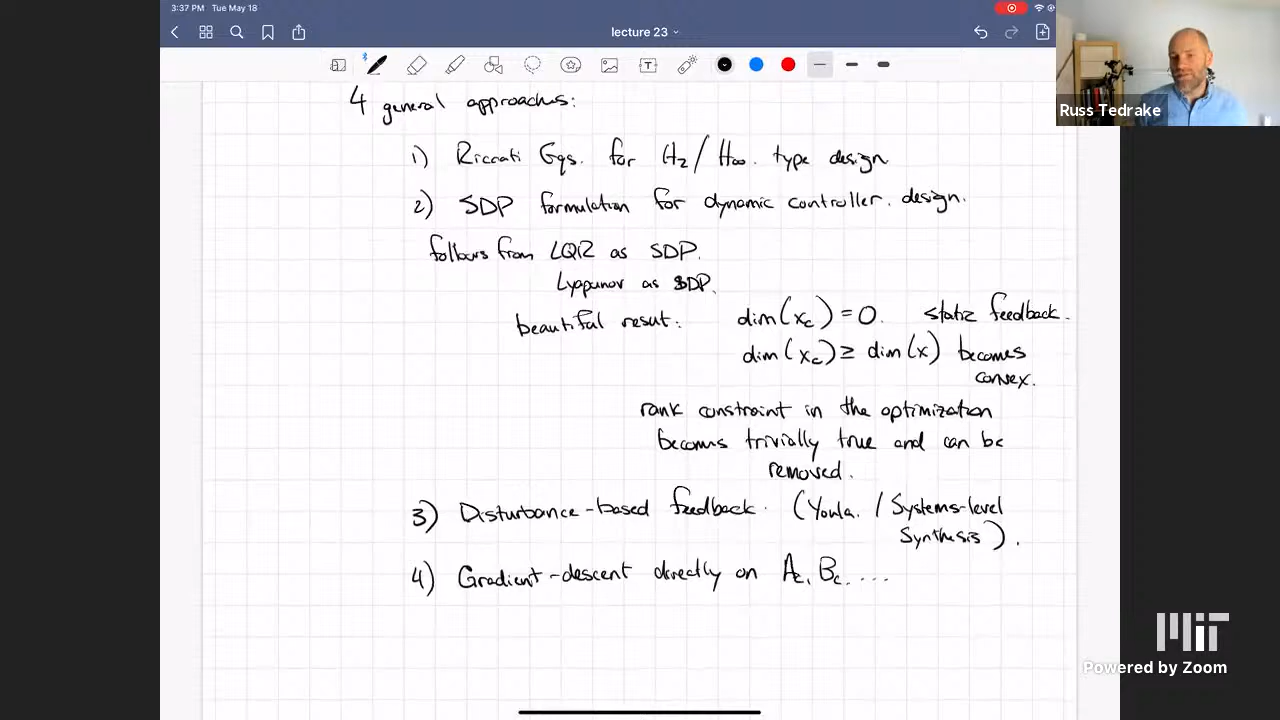 3:37 PM Tue May 18
lecture 23
Russ Tedrake
4 general approaches:
1) Riccati Eqs. for H2/H∞. type design
2) SDP formulation for dynamic controller. design.
follows from LQR as SDP.
Lyapunov as SDP.
beautiful result: dim(xc) = 0. static feedback.
dim(xc) ≥ dim(x) becomes
convex.
rank constraint in the optimization
becomes trivially true and can be
removed.
3) Disturbance-based feedback. (Youla. / Systems-level
Synthesis).
4) Gradient-descent directly on Ac, Bc, ....
MIT
Powered by Zoom